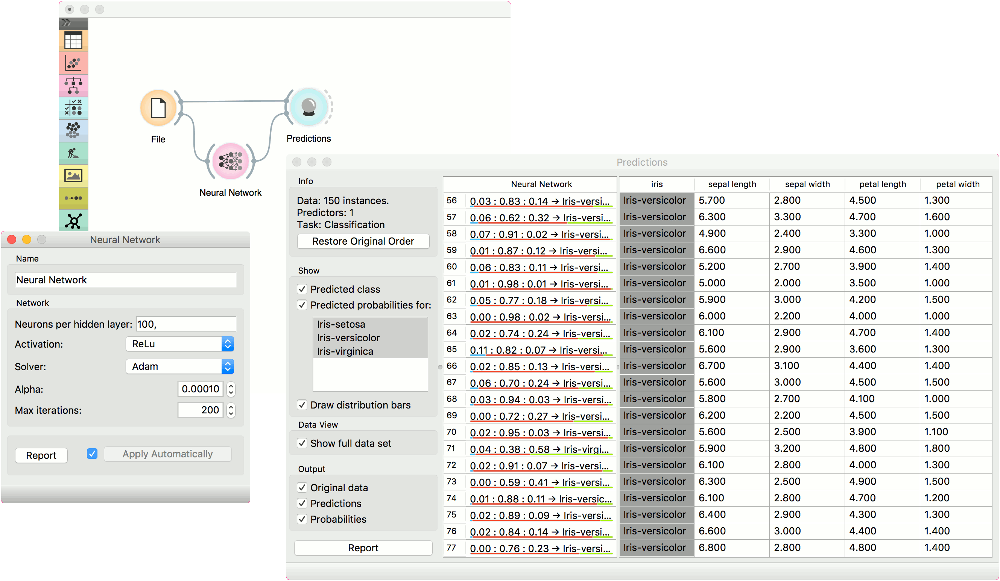 File
Predictions
Neural Network
Neural Network
Name
Neural Network
Network
Neurons per hidden layer: 100,
Activation: ReLu
Solver: Adam
Alpha: 0.00010
Max iterations: 200
Report Apply Automatically
Predictions
Info
Data: 150 instances.
Predictors: 1
Task: Classification
Restore Original Order
Show
Predicted class
Predicted probabilities for:
Iris-setosa
Iris-versicolor
Iris-virginica
Draw distribution bars
Data View
Show full data set
Output
Original data
Predictions
Probabilities
Report
Neural Network iris sepal length sepal width petal length petal width
56 0.03 : 0.83 : 0.14 → Iris-versi... Iris-versicolor 5.700 2.800 4.500 1.300
57 0.06 : 0.62 : 0.32 → Iris-versi... Iris-versicolor 6.300 3.300 4.700 1.600
58 0.07 : 0.91 : 0.02 → Iris-versi... Iris-versicolor 4.900 2.400 3.300 1.000
59 0.01 : 0.87 : 0.12 → Iris-versi... Iris-versicolor 6.600 2.900 4.600 1.300
60 0.06 : 0.83 : 0.11 → Iris-versi... Iris-versicolor 5.200 2.700 3.900 1.400
61 0.01 : 0.98 : 0.01 → Iris-versi... Iris-versicolor 5.000 2.000 3.500 1.000
62 0.05 : 0.77 : 0.18 → Iris-versi... Iris-versicolor 5.900 3.000 4.200 1.500
63 0.00 : 0.98 : 0.02 → Iris-versi... Iris-versicolor 6.000 2.200 4.000 1.000
64 0.02 : 0.74 : 0.24 → Iris-versi... Iris-versicolor 6.100 2.900 4.700 1.400
65 0.11 : 0.82 : 0.07 → Iris-versi... Iris-versicolor 5.600 2.900 3.600 1.300
66 0.02 : 0.85 : 0.13 → Iris-versi... Iris-versicolor 6.700 3.100 4.400 1.400
67 0.06 : 0.70 : 0.24 → Iris-versi... Iris-versicolor 5.600 3.000 4.500 1.500
68 0.03 : 0.94 : 0.03 → Iris-versi... Iris-versicolor 5.800 2.700 4.100 1.000
69 0.00 : 0.72 : 0.27 → Iris-versi... Iris-versicolor 6.200 2.200 4.500 1.500
70 0.02 : 0.95 : 0.03 → Iris-versi... Iris-versicolor 5.600 2.500 3.900 1.100
71 0.04 : 0.38 : 0.58 → Iris-virgi... Iris-versicolor 5.900 3.200 4.800 1.800
72 0.02 : 0.91 : 0.07 → Iris-versi... Iris-versicolor 6.100 2.800 4.000 1.300
73 0.00 : 0.59 : 0.41 → Iris-versi... Iris-versicolor 6.300 2.500 4.900 1.500
74 0.01 : 0.88 : 0.11 → Iris-versic... Iris-versicolor 6.100 2.800 4.700 1.200
75 0.02 : 0.89 : 0.09 → Iris-versi... Iris-versicolor 6.400 2.900 4.300 1.300
76 0.02 : 0.84 : 0.14 → Iris-versi... Iris-versicolor 6.600 3.000 4.400 1.400
77 0.00 : 0.76 : 0.23 → Iris-versi... Iris-versicolor 6.800 2.800 4.800 1.400